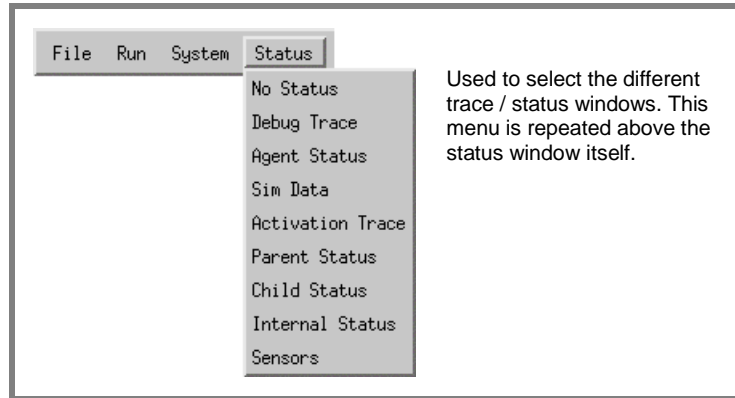 File Run System Status
No Status
Debug Trace
Agent Status
Sim Data
Activation Trace
Parent Status
Child Status
Internal Status
Sensors
Used to select the different
trace / status windows. This
menu is repeated above the
status window itself.